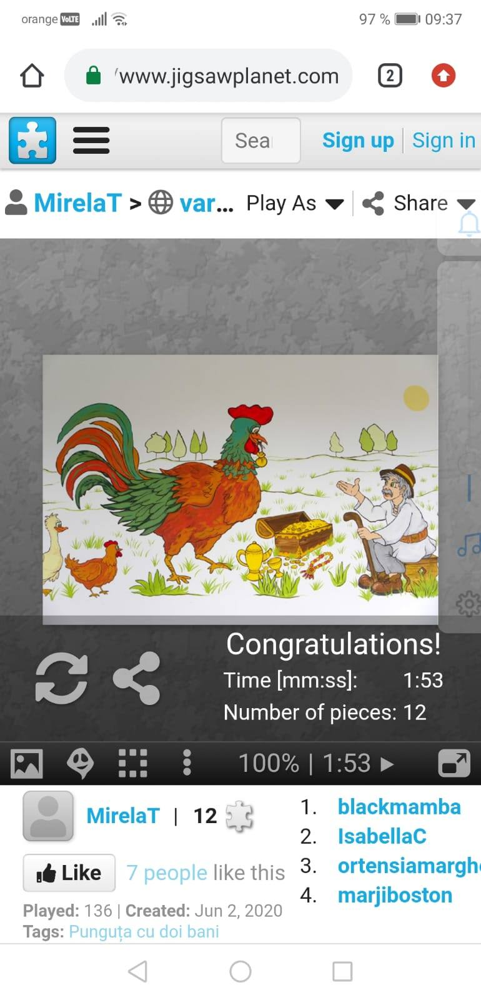 orange VoLTE 97 % 09:37
www.jigsawplanet.com 2
Sea Sign up Sign in
MirelaT > var... Play As Share
Congratulations!
Time [mm:ss]: 1:53
Number of pieces: 12
100% | 1:53
MirelaT | 12
Like 7 people like this
Played: 136 | Created: Jun 2, 2020
Tags: Punguța cu doi bani
1. blackmamba
2. IsabellaC
3. ortensiamargh
4. marjiboston